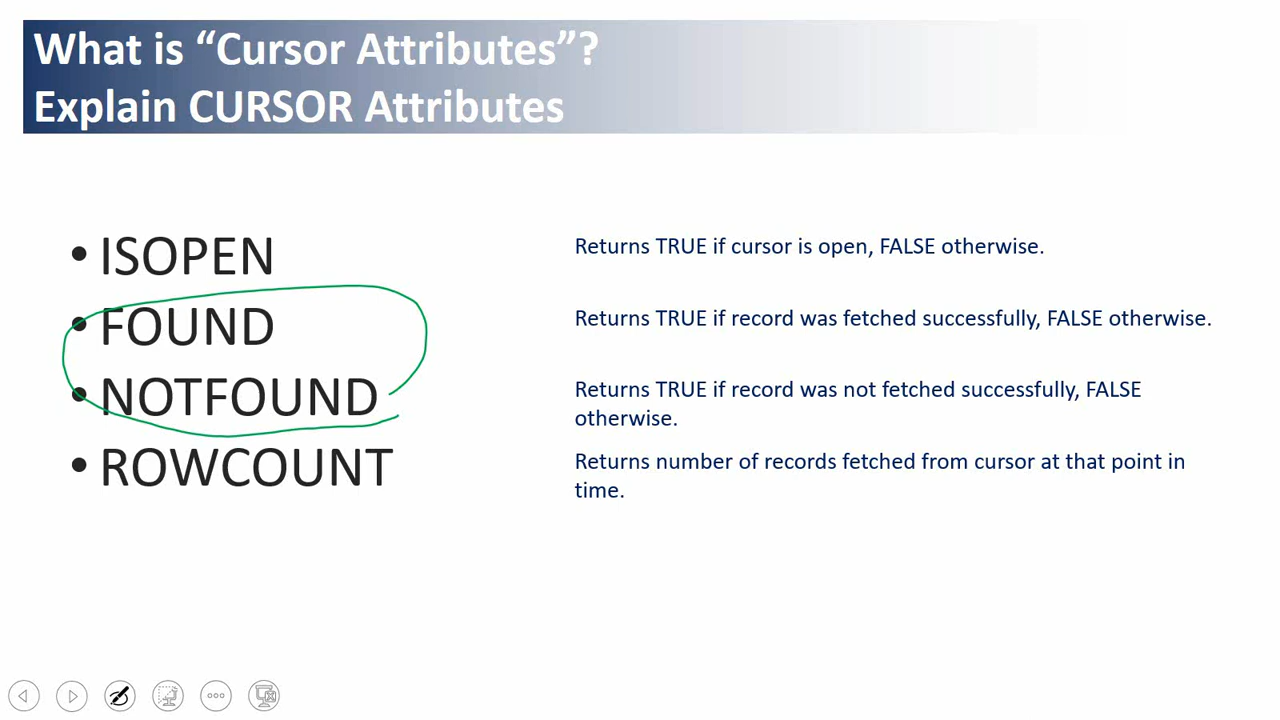 What is “Cursor Attributes”?
Explain CURSOR Attributes
• ISOPEN
Returns TRUE if cursor is open, FALSE otherwise.
• FOUND
Returns TRUE if record was fetched successfully, FALSE otherwise.
• NOTFOUND
Returns TRUE if record was not fetched successfully, FALSE
otherwise.
• ROWCOUNT
Returns number of records fetched from cursor at that point in
time.